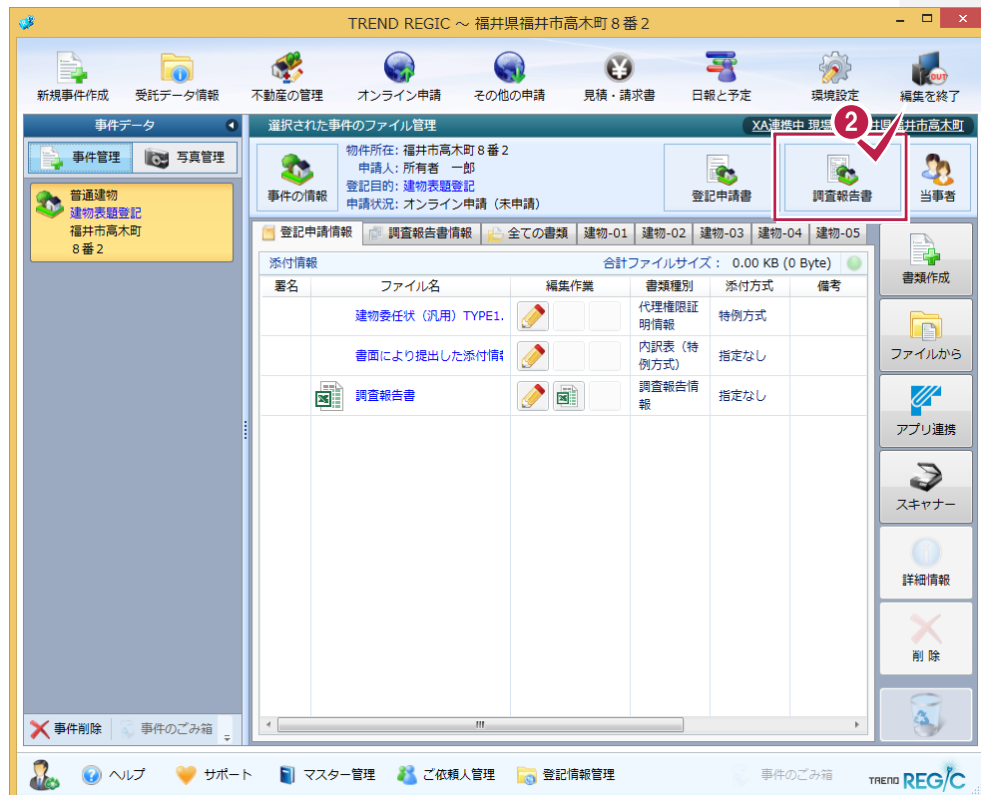 TREND REGIC ～ 福井県福井市高木町８番２
新規事件作成 受託データ情報 不動産の管理 オンライン申請 その他の申請 見積・請求書 日報と予定 環境設定 編集を終了
OUT
2
事件データ
選択された事件のファイル管理
XA連携中 現場
井県福井市高木町
事件管理 写真管理
普通建物
建物表題登記
福井市高木町
８番２
事件の情報
物件所在: 福井市高木町８番２
申請人: 所有者 一郎
登記目的: 建物表題登記
申請状況: オンライン申請（未申請）
登記申請書 調査報告書 当事者
登記申請情報 調査報告書情報 全ての書類 建物-01 建物-02 建物-03 建物-04 建物-05
添付情報 合計ファイルサイズ： 0.00 KB (0 Byte)
署名 ファイル名 編集作業 書類種別 添付方式 備考
建物委任状（汎用）TYPE1. 代理権限証明情報 特例方式
書面により提出した添付情 内訳表（特例方式） 指定なし
調査報告書 調査報告情報 指定なし
書類作成
ファイルから
アプリ連携
スキャナー
詳細情報
削 除
事件削除 事件のごみ箱
ヘルプ サポート マスター管理 ご依頼人管理 登記情報管理 事件のごみ箱 TREND REGIC